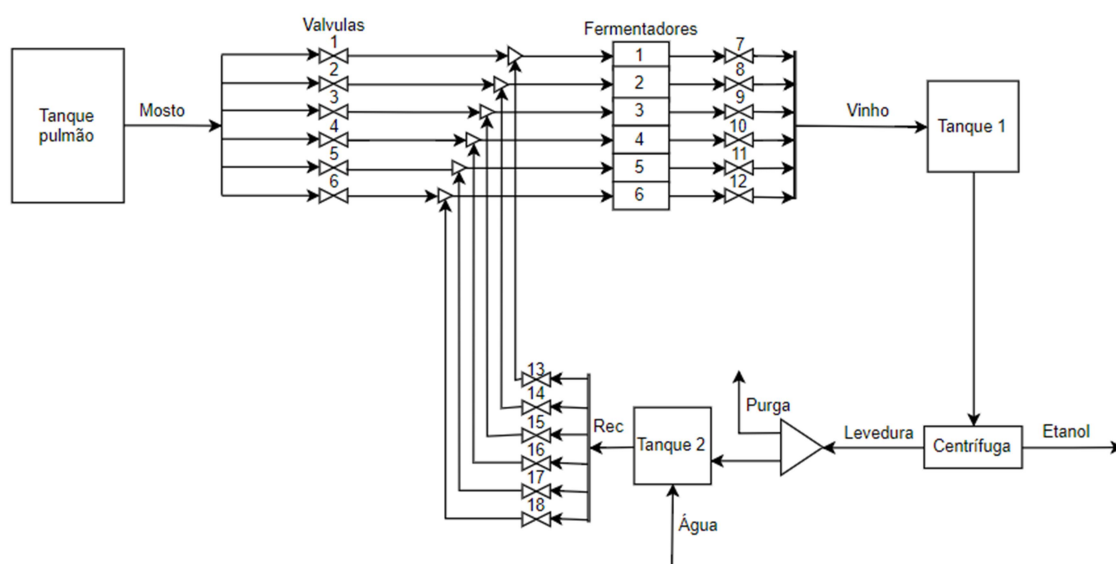 Valvulas
Fermentadores
1
2
3
4
5
6
1
2
3
4
5
6
7
8
9
10
11
12
Tanque
pulmão
Mosto
Vinho
Tanque 1
13
14
15
16
17
18
Rec
Tanque 2
Purga
Levedura
Centrífuga
Etanol
Água